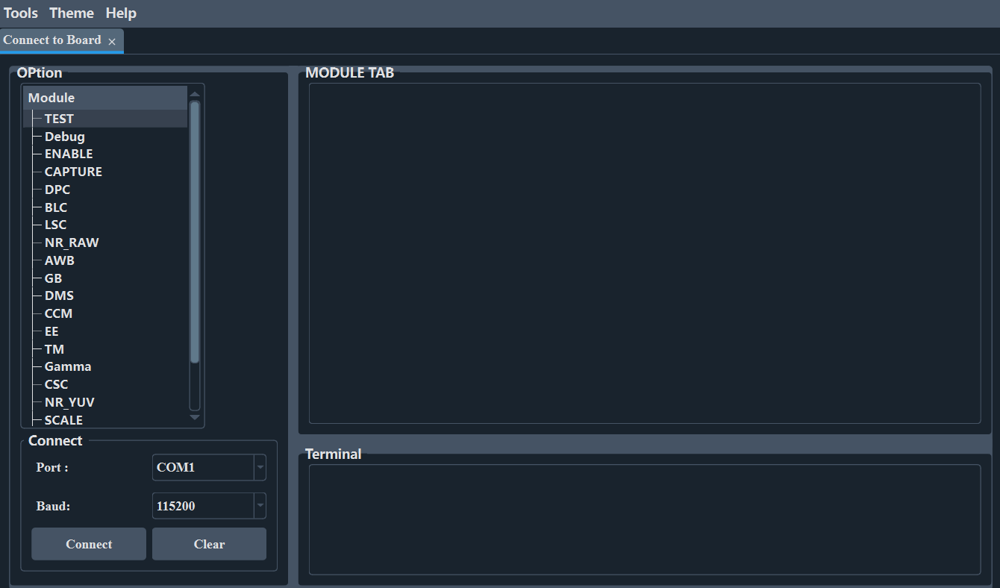 Tools Theme Help
Connect to Board
OPtion
Module
TEST
Debug
ENABLE
CAPTURE
DPC
BLC
LSC
NR_RAW
AWB
GB
DMS
CCM
EE
TM
Gamma
CSC
NR_YUV
SCALE
Connect
Port :
COM1
Baud:
115200
Connect Clear
MODULE TAB
Terminal